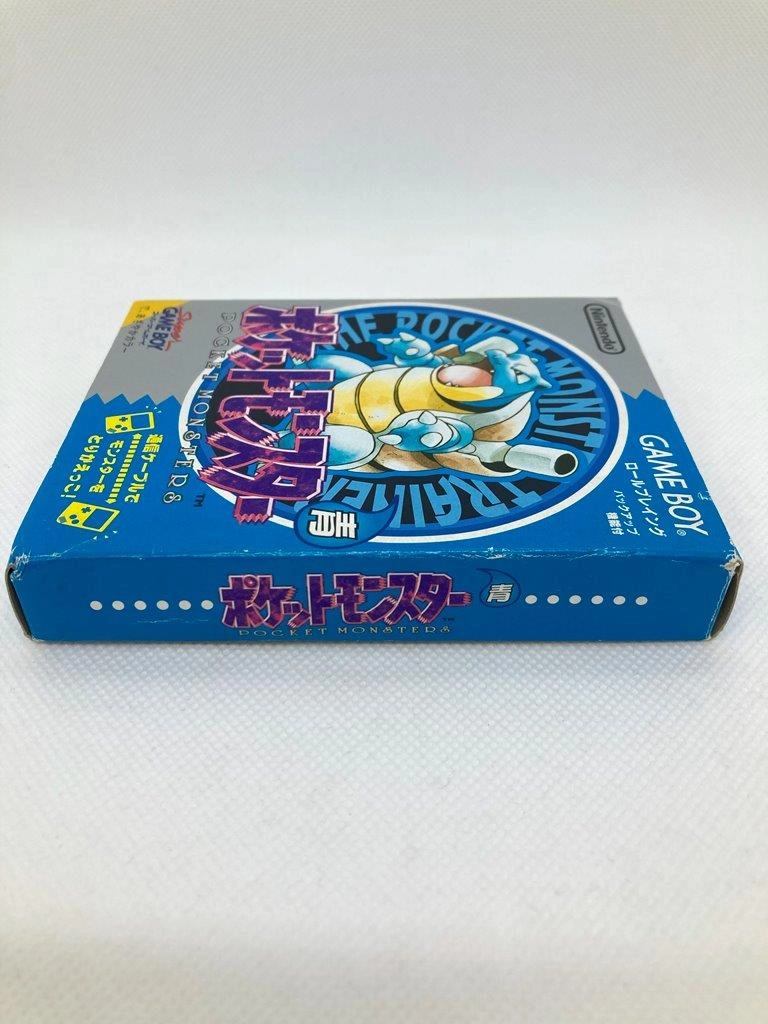 Nintendo
GAME BOY®
ロール・プレイング
バックアップ機能付
THE POCKET MONST
TRAINER
ポケットモンスター
POCKET MONSTERS
TM
青
GAME BOY
通信ケーブルで
モンスターを
とりかえっこ!
ポケットモンスター
TM
青
POCKET MONSTERS